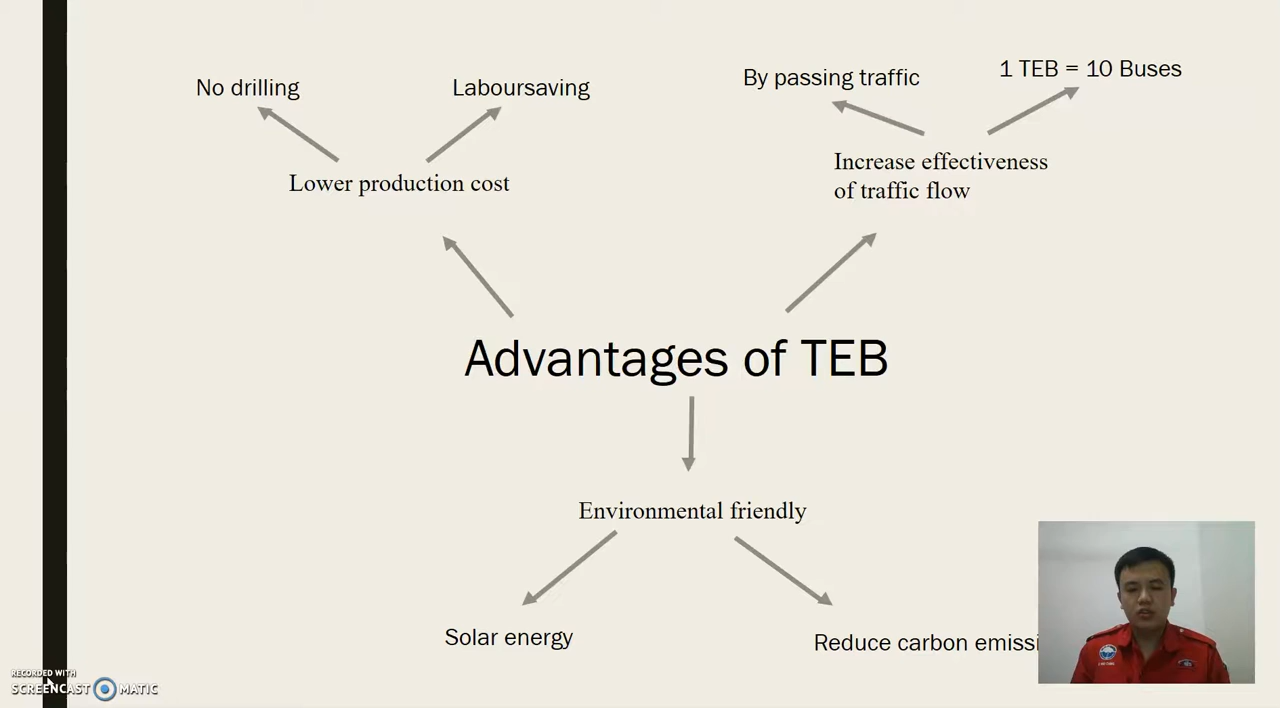 No drilling
Laboursaving
By passing traffic
1 TEB = 10 Buses
Lower production cost
Increase effectiveness
of traffic flow
Advantages of TEB
Environmental friendly
Solar energy
Reduce carbon emissi
RECORDED WITH
SCREENCAST MATIC